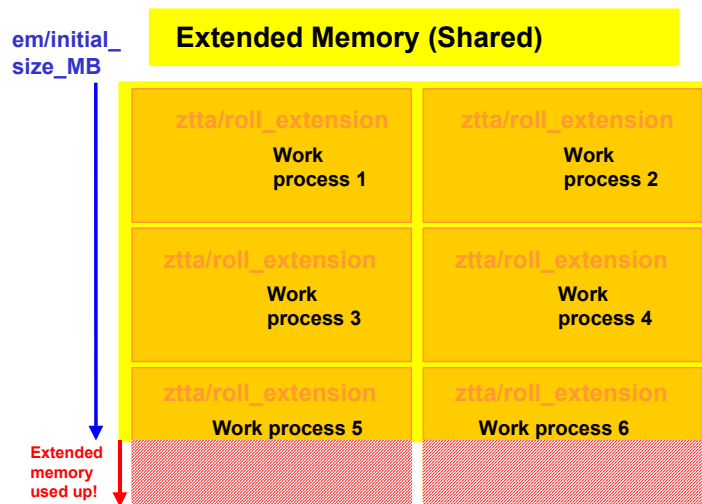 em/initial_
size_MB
Extended Memory (Shared)
ztta/roll_extension
Work
process 1
ztta/roll_extension
Work
process 2
ztta/roll_extension
Work
process 3
ztta/roll_extension
Work
process 4
ztta/roll_extension
Work process 5
ztta/roll_extension
Work process 6
Extended
memory
used up!